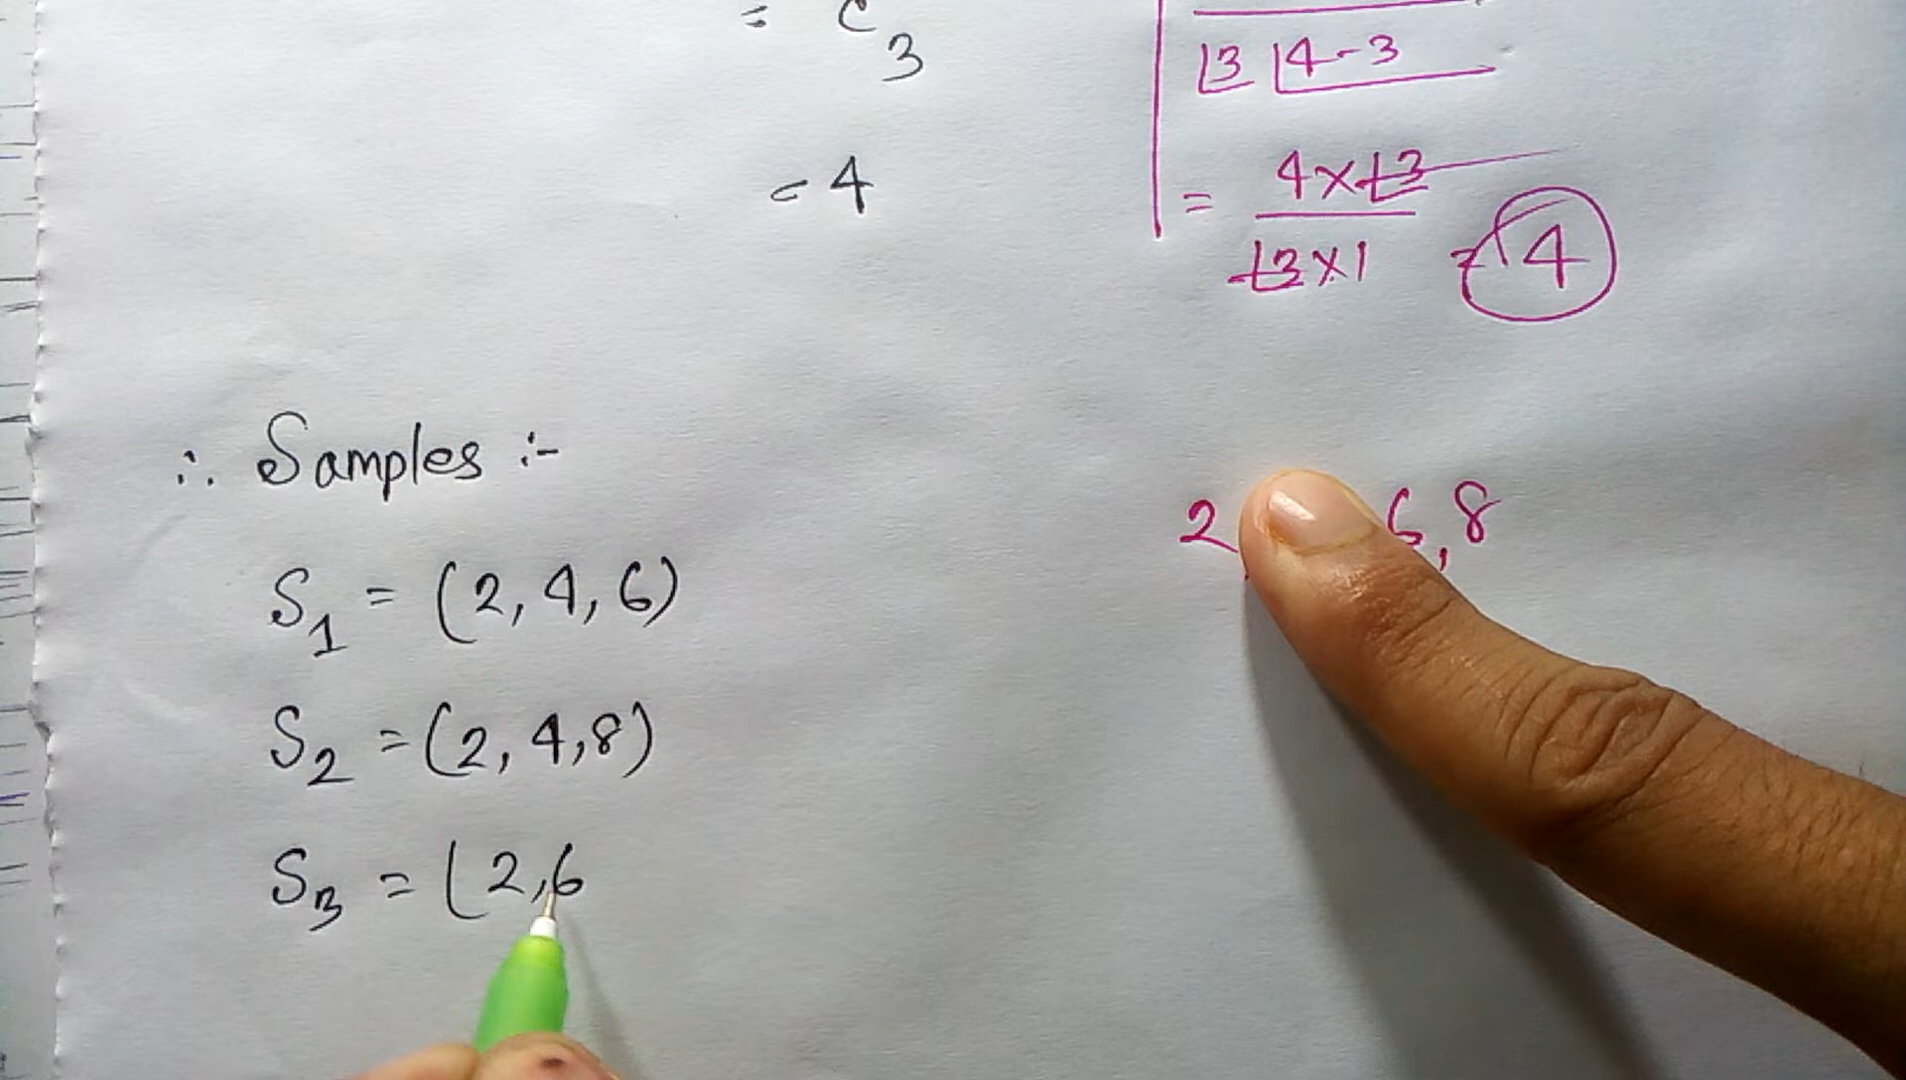 = C
3
= 4
⌊3 ⌊4-3
= 4×⌊3
⌊3×1 = 4
∴ Samples :-
2 6, 8
S1 = (2, 4, 6)
S2 = (2, 4, 8)
S3 = (2, 6